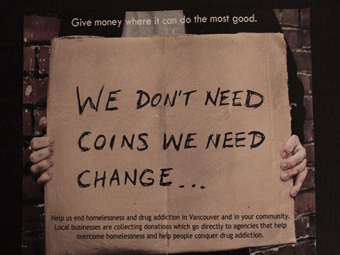 Give money where it can do the most good.
WE DON'T NEED
COINS WE NEED
CHANGE...
Help us end homelessness and drug addiction in Vancouver and in your community.
Local businesses are collecting donations which go directly to agencies that help
overcome homelessness and help people conquer drug addiction.